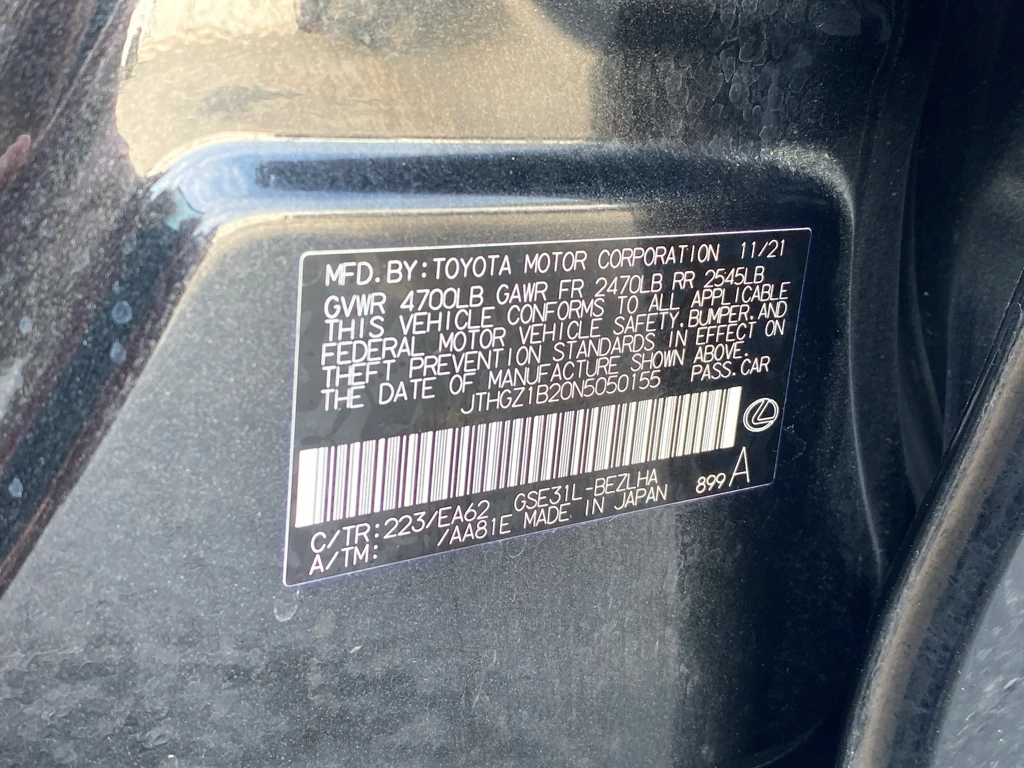 MFD. BY: TOYOTA MOTOR CORPORATION 11/21
GVWR 4700LB GAWR FR 2470LB RR 2545LB
THIS VEHICLE CONFORMS TO ALL APPLICABLE
FEDERAL MOTOR VEHICLE SAFETY, BUMPER, AND
THEFT PREVENTION STANDARDS IN EFFECT ON
THE DATE OF MANUFACTURE SHOWN ABOVE.
JTHGZ1B20N5050155 PASS. CAR
C/TR: 223/EA62 GSE31L-BEZLHA
A/TM: /AA81E MADE IN JAPAN 899 A